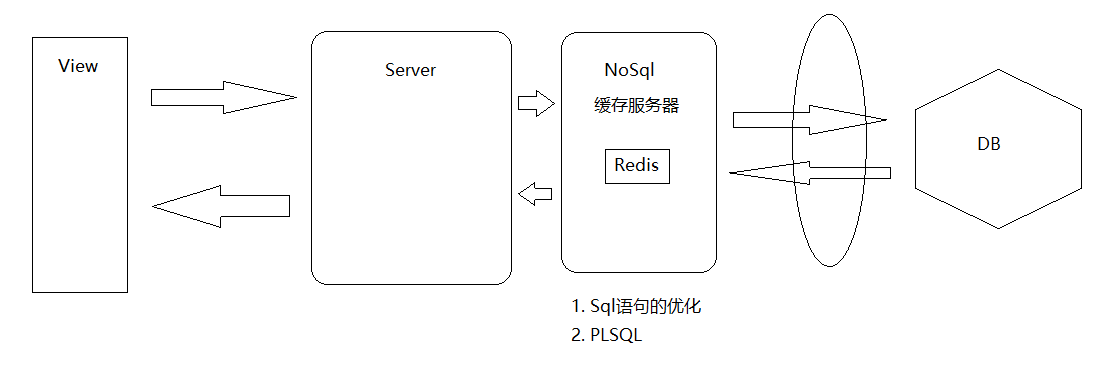 View
Server
NoSql
缓存服务器
Redis
DB
1. Sql语句的优化
2. PLSQL